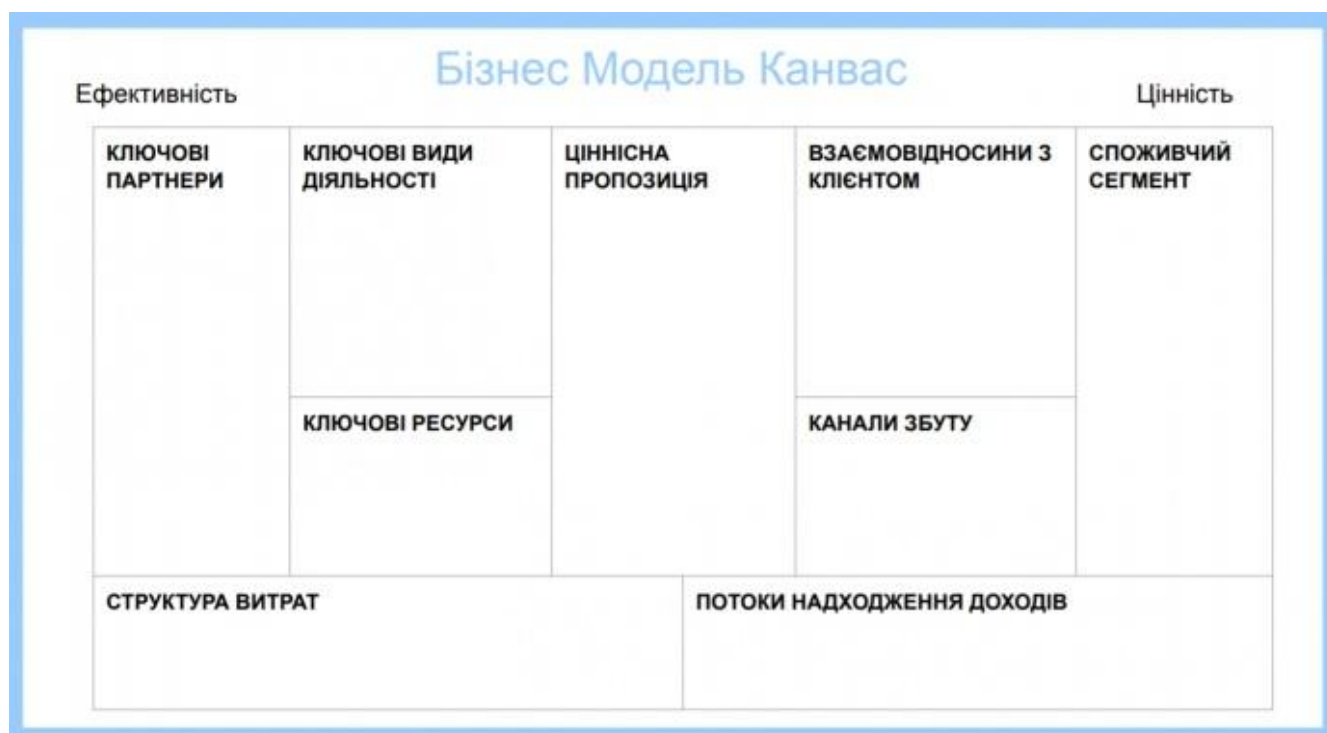 Бізнес Модель Канвас
Ефективність
Цінність
КЛЮЧОВІ
ПАРТНЕРИ
КЛЮЧОВІ ВИДИ
ДІЯЛЬНОСТІ
ЦІННІСНА
ПРОПОЗИЦІЯ
ВЗАЄМОВІДНОСИНИ З
КЛІЄНТОМ
СПОЖИВЧИЙ
СЕГМЕНТ
КЛЮЧОВІ РЕСУРСИ
КАНАЛИ ЗБУТУ
СТРУКТУРА ВИТРАТ
ПОТОКИ НАДХОДЖЕННЯ ДОХОДІВ